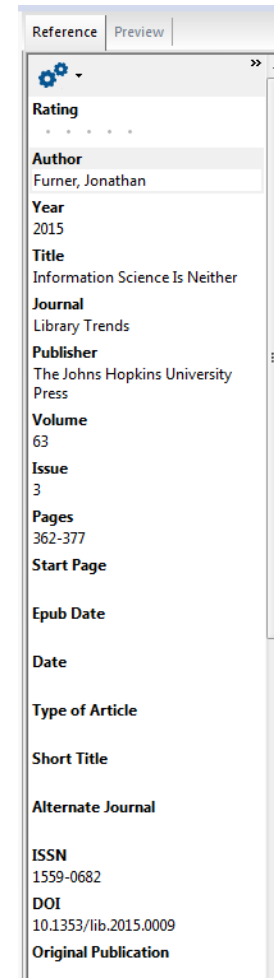 Reference Preview
»
Rating
Author
Furner, Jonathan
Year
2015
Title
Information Science Is Neither
Journal
Library Trends
Publisher
The Johns Hopkins University
Press
Volume
63
Issue
3
Pages
362-377
Start Page
Epub Date
Date
Type of Article
Short Title
Alternate Journal
ISSN
1559-0682
DOI
10.1353/lib.2015.0009
Original Publication